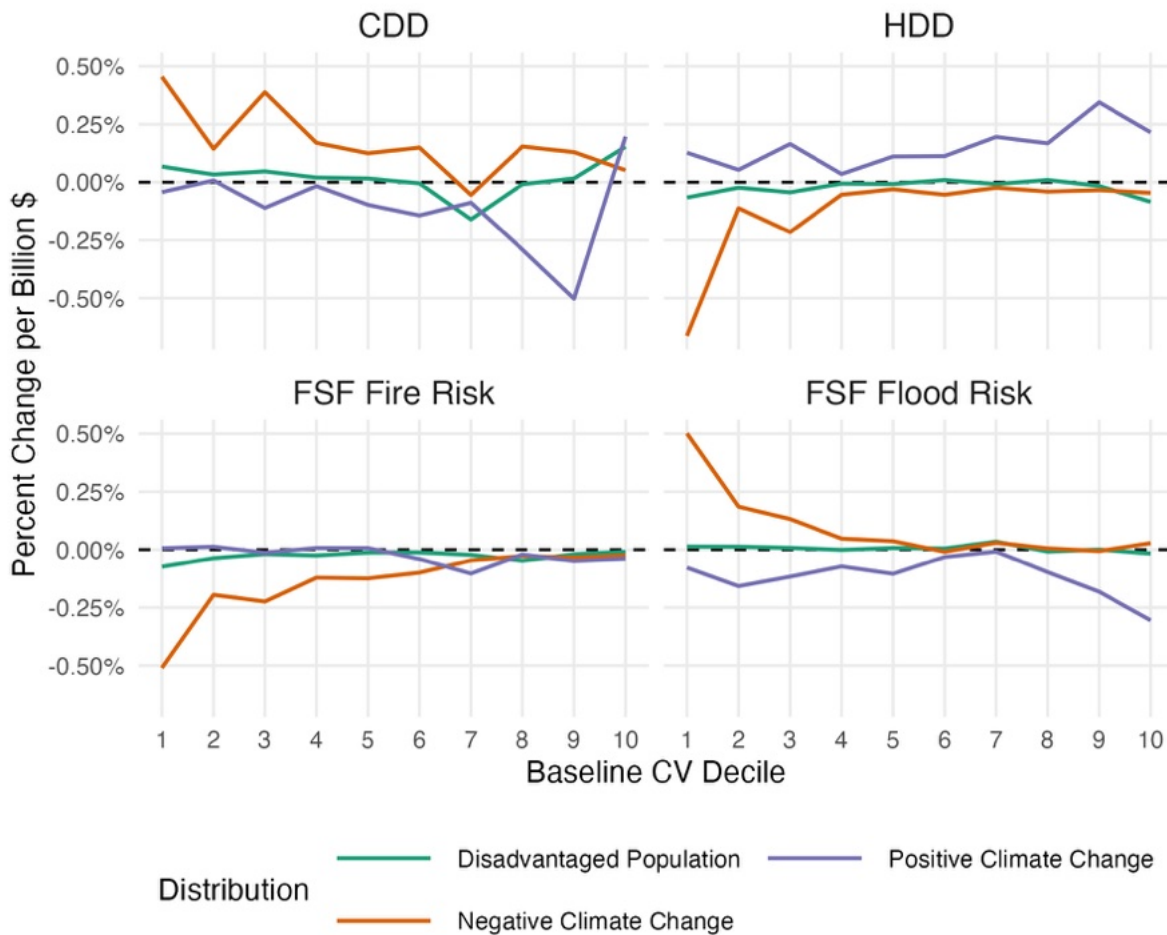 CDD
HDD
0.50%
0.25%
0.00%
-0.25%
-0.50%
FSF Fire Risk
FSF Flood Risk
0.50%
0.25%
0.00%
-0.25%
-0.50%
Percent Change per Billion $
1 2 3 4 5 6 7 8 9 10
1 2 3 4 5 6 7 8 9 10
Baseline CV Decile
Distribution
Disadvantaged Population
Positive Climate Change
Negative Climate Change